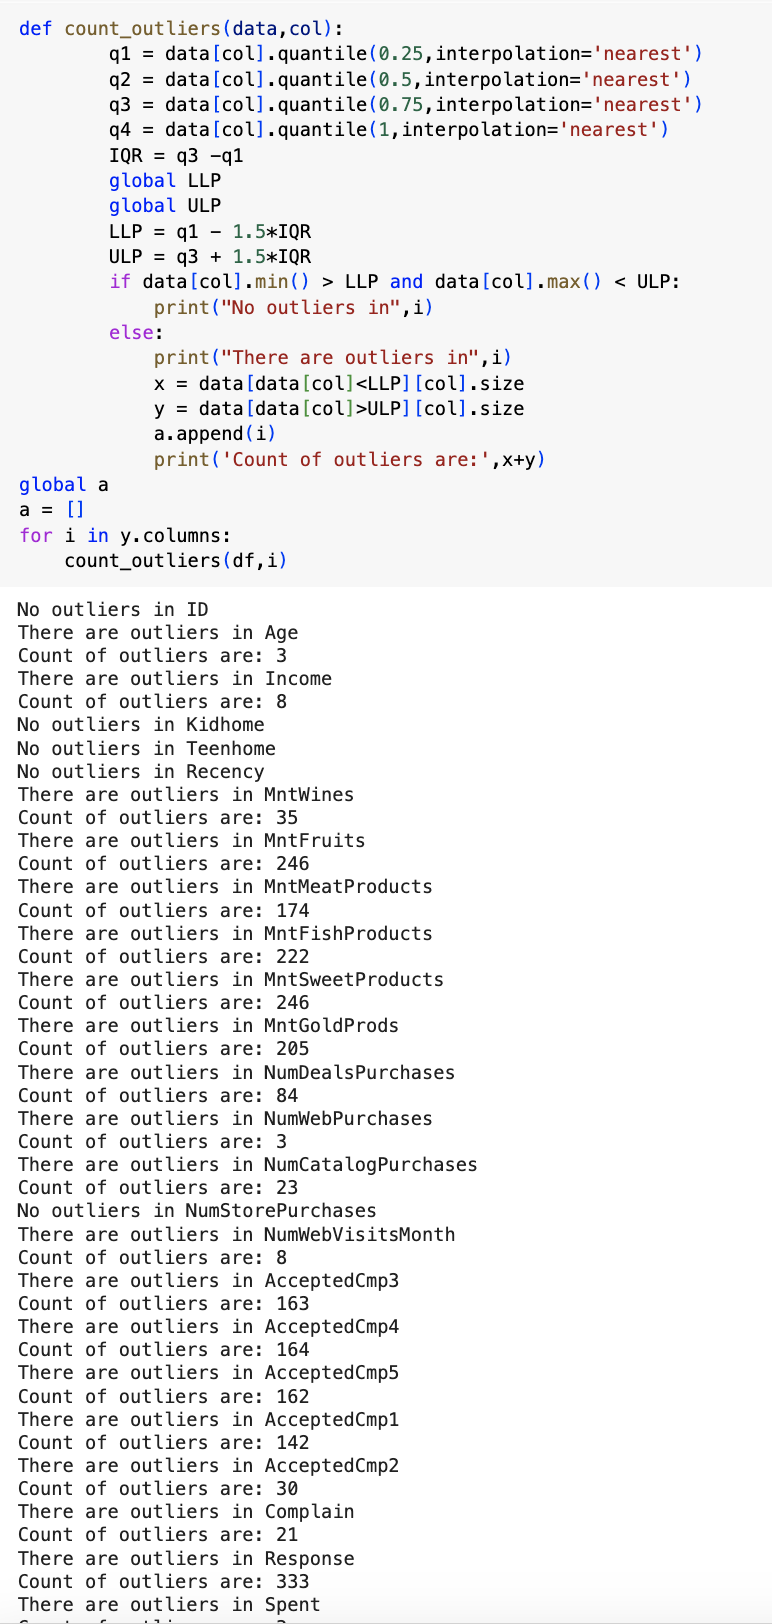 def count_outliers(data,col):
        q1 = data[col].quantile(0.25,interpolation='nearest')
        q2 = data[col].quantile(0.5,interpolation='nearest')
        q3 = data[col].quantile(0.75,interpolation='nearest')
        q4 = data[col].quantile(1,interpolation='nearest')
        IQR = q3 -q1
        global LLP
        global ULP
        LLP = q1 - 1.5*IQR
        ULP = q3 + 1.5*IQR
        if data[col].min() > LLP and data[col].max() < ULP:
            print("No outliers in",i)
        else:
            print("There are outliers in",i)
            x = data[data[col]<LLP][col].size
            y = data[data[col]>ULP][col].size
            a.append(i)
            print('Count of outliers are:',x+y)
global a
a = []
for i in y.columns:
    count_outliers(df,i)
No outliers in ID
There are outliers in Age
Count of outliers are: 3
There are outliers in Income
Count of outliers are: 8
No outliers in Kidhome
No outliers in Teenhome
No outliers in Recency
There are outliers in MntWines
Count of outliers are: 35
There are outliers in MntFruits
Count of outliers are: 246
There are outliers in MntMeatProducts
Count of outliers are: 174
There are outliers in MntFishProducts
Count of outliers are: 222
There are outliers in MntSweetProducts
Count of outliers are: 246
There are outliers in MntGoldProds
Count of outliers are: 205
There are outliers in NumDealsPurchases
Count of outliers are: 84
There are outliers in NumWebPurchases
Count of outliers are: 3
There are outliers in NumCatalogPurchases
Count of outliers are: 23
No outliers in NumStorePurchases
There are outliers in NumWebVisitsMonth
Count of outliers are: 8
There are outliers in AcceptedCmp3
Count of outliers are: 163
There are outliers in AcceptedCmp4
Count of outliers are: 164
There are outliers in AcceptedCmp5
Count of outliers are: 162
There are outliers in AcceptedCmp1
Count of outliers are: 142
There are outliers in AcceptedCmp2
Count of outliers are: 30
There are outliers in Complain
Count of outliers are: 21
There are outliers in Response
Count of outliers are: 333
There are outliers in Spent